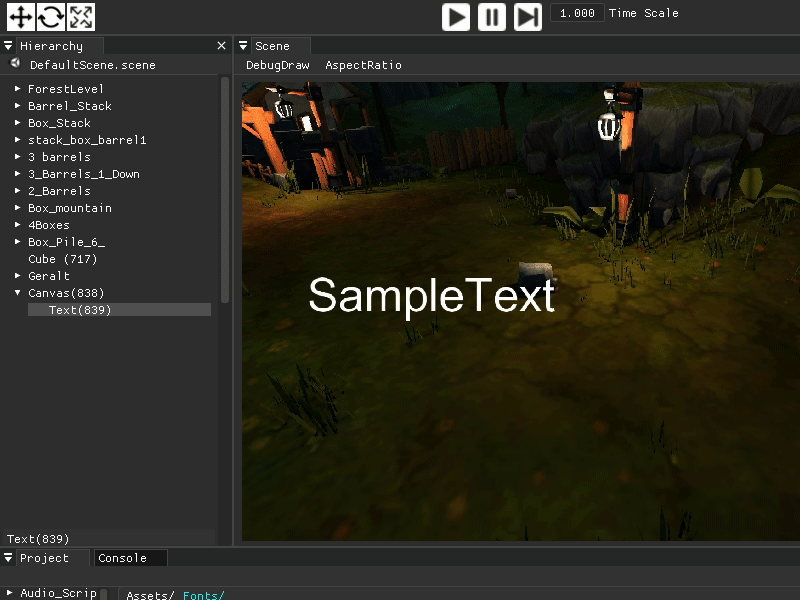 1.000 Time Scale
Hierarchy
Scene
DefaultScene.scene
DebugDraw AspectRatio
ForestLevel
Barrel_Stack
Box_Stack
stack_box_barrel1
3 barrels
3_Barrels_1_Down
2_Barrels
Box_mountain
4Boxes
Box_Pile_6_
Cube (717)
Geralt
Canvas(838)
Text(839)
SampleText
Text(839)
Project Console
Audio_Scrip
Assets/ Fonts/